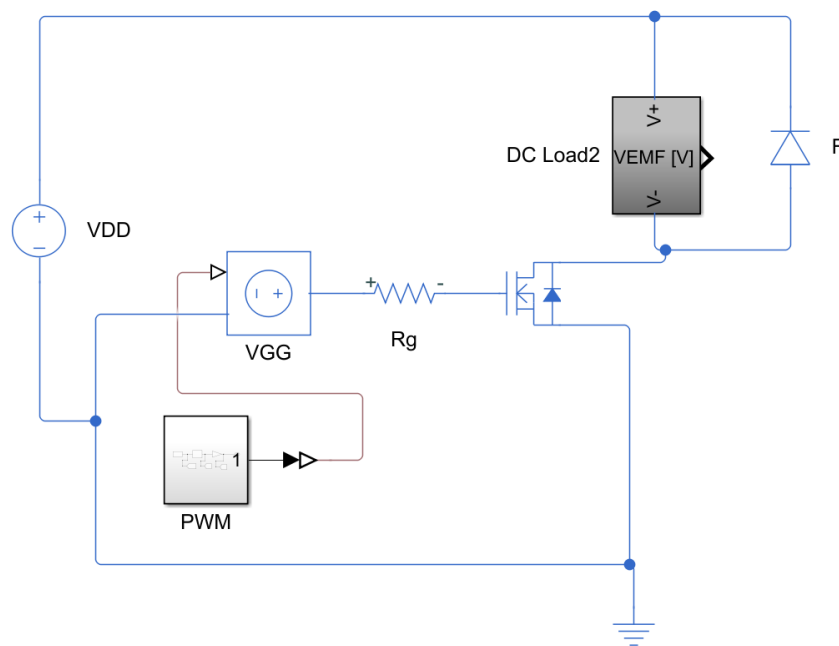 V+
DC Load2
VEMF [V]
V-
F
+
−
VDD
− +
VGG
+
-
Rg
1
PWM